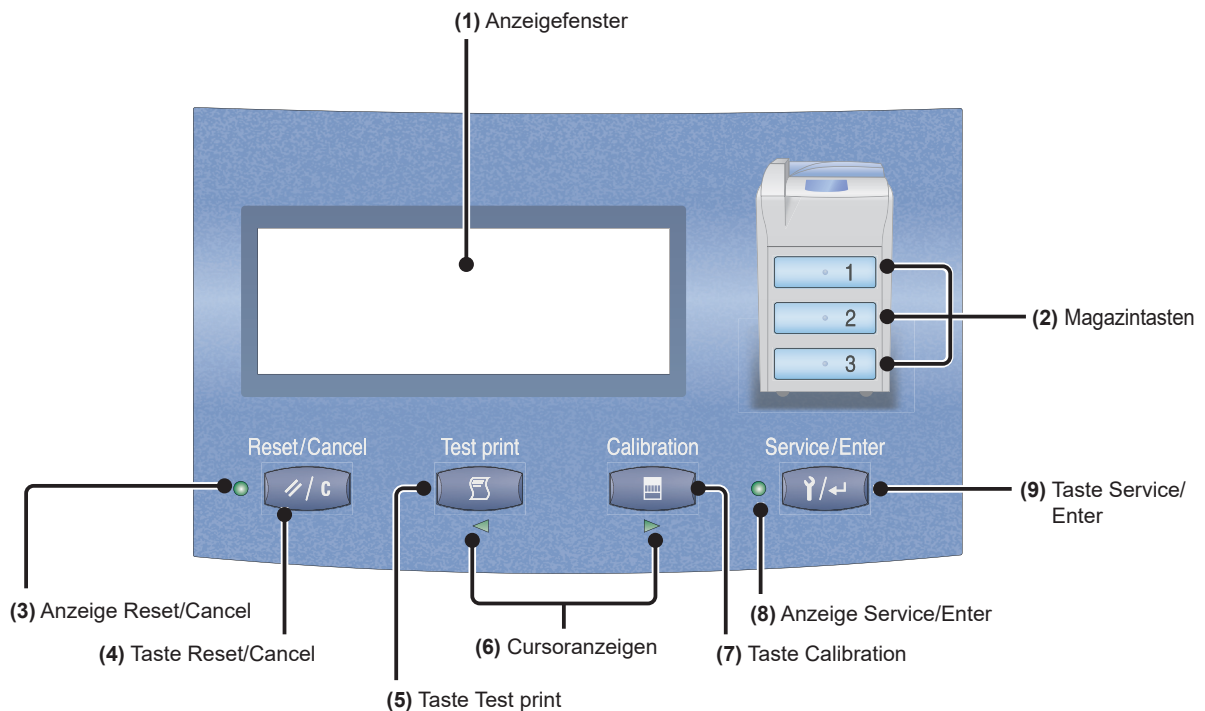 (1) Anzeigefenster
1
2
3
(2) Magazintasten
Reset/Cancel
Test print
Calibration
Service/Enter
/ C
/
(9) Taste Service/
Enter
(3) Anzeige Reset/Cancel
(8) Anzeige Service/Enter
(4) Taste Reset/Cancel
(6) Cursoranzeigen
(7) Taste Calibration
(5) Taste Test print